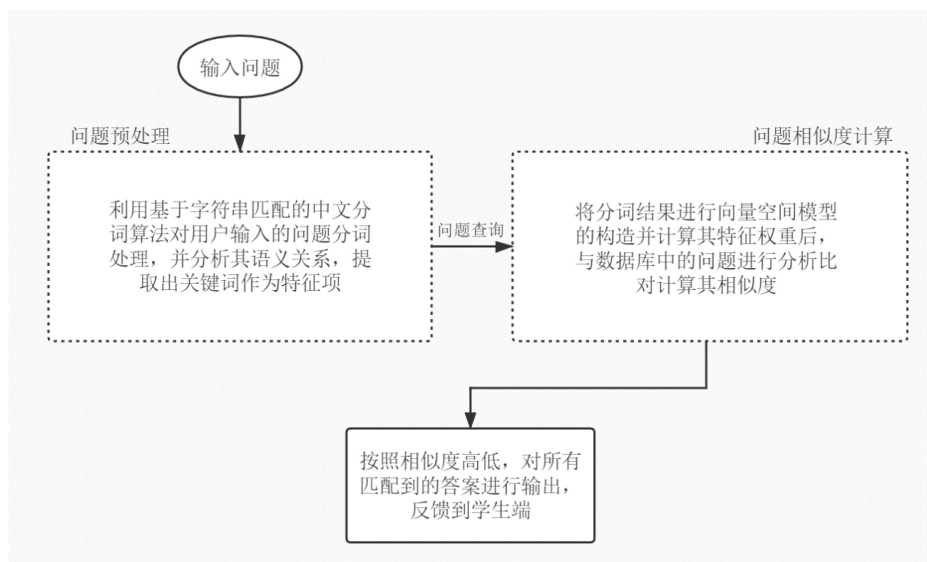 输入问题
问题预处理
利用基于字符串匹配的中文分
词算法对用户输入的问题分词
处理，并分析其语义关系，提
取出关键词作为特征项
问题查询
问题相似度计算
将分词结果进行向量空间模型
的构造并计算其特征权重后，
与数据库中的问题进行分析比
对计算其相似度
按照相似度高低，对所有
匹配到的答案进行输出，
反馈到学生端